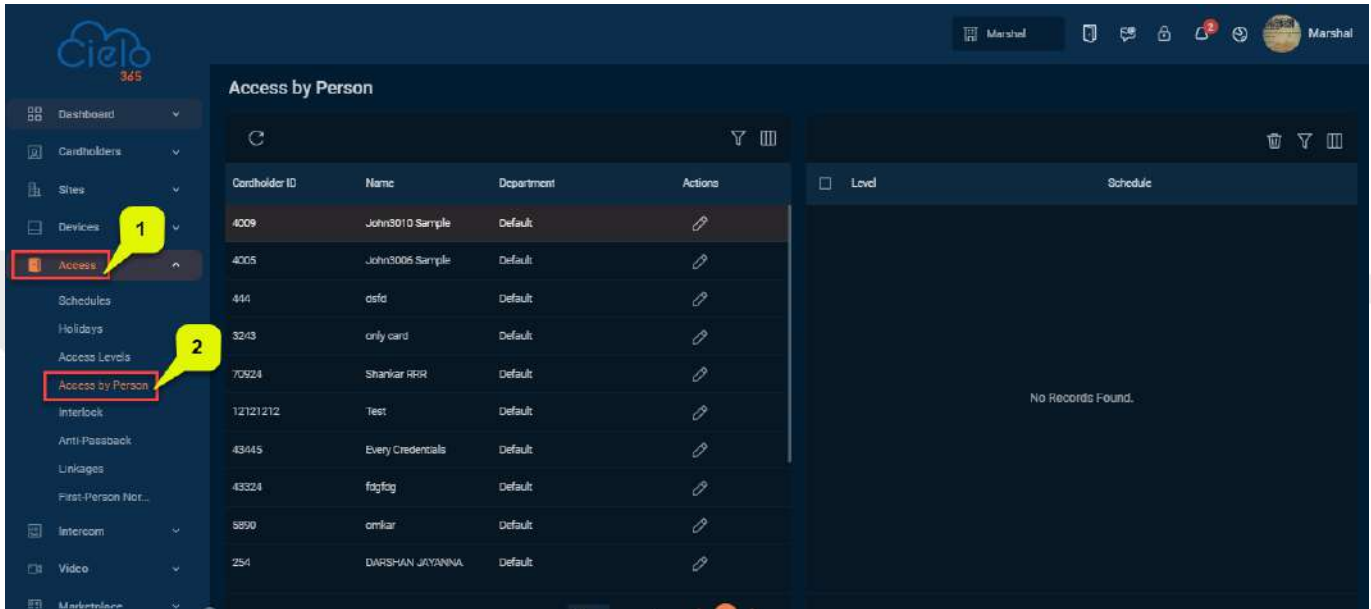 Cielo
365
Marshal
2
Marshal
Access by Person
Dashboard
Cardholders
Sites
Devices
1
Access
Schedules
Holidays
Access Levels
2
Access by Person
Interlock
Anti-Passback
Linkages
First-Person Nor...
Intercom
Video
Marketplace
Cardholder ID Name Department Actions
4009 John3010 Sample Default
4005 John3006 Sample Default
444 dsfd Default
3243 only card Default
70924 Shankar RRR Default
12121212 Test Default
43445 Every Credentials Default
43324 fdgfdg Default
5890 omkar Default
254 DARSHAN JAYANNA Default
Level Schedule
No Records Found.